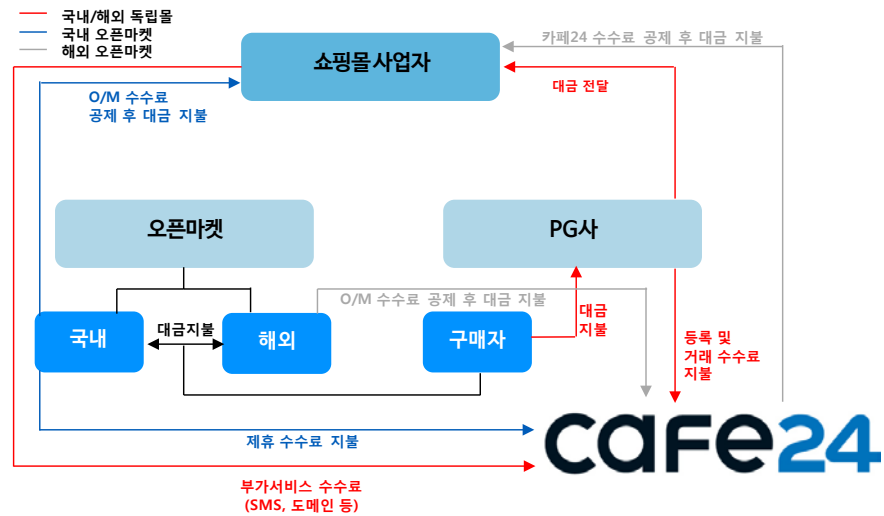 국내/해외 독립몰
국내 오픈마켓
해외 오픈마켓
카페24 수수료 공제 후 대금 지불
쇼핑몰 사업자
대금 전달
O/M 수수료
공제 후 대금 지불
오픈마켓
PG사
O/M 수수료 공제 후 대금 지불
국내
대금지불
해외
구매자
대금
지불
등록 및
거래 수수료
지불
제휴 수수료 지불
cafe24
부가서비스 수수료
(SMS, 도메인 등)